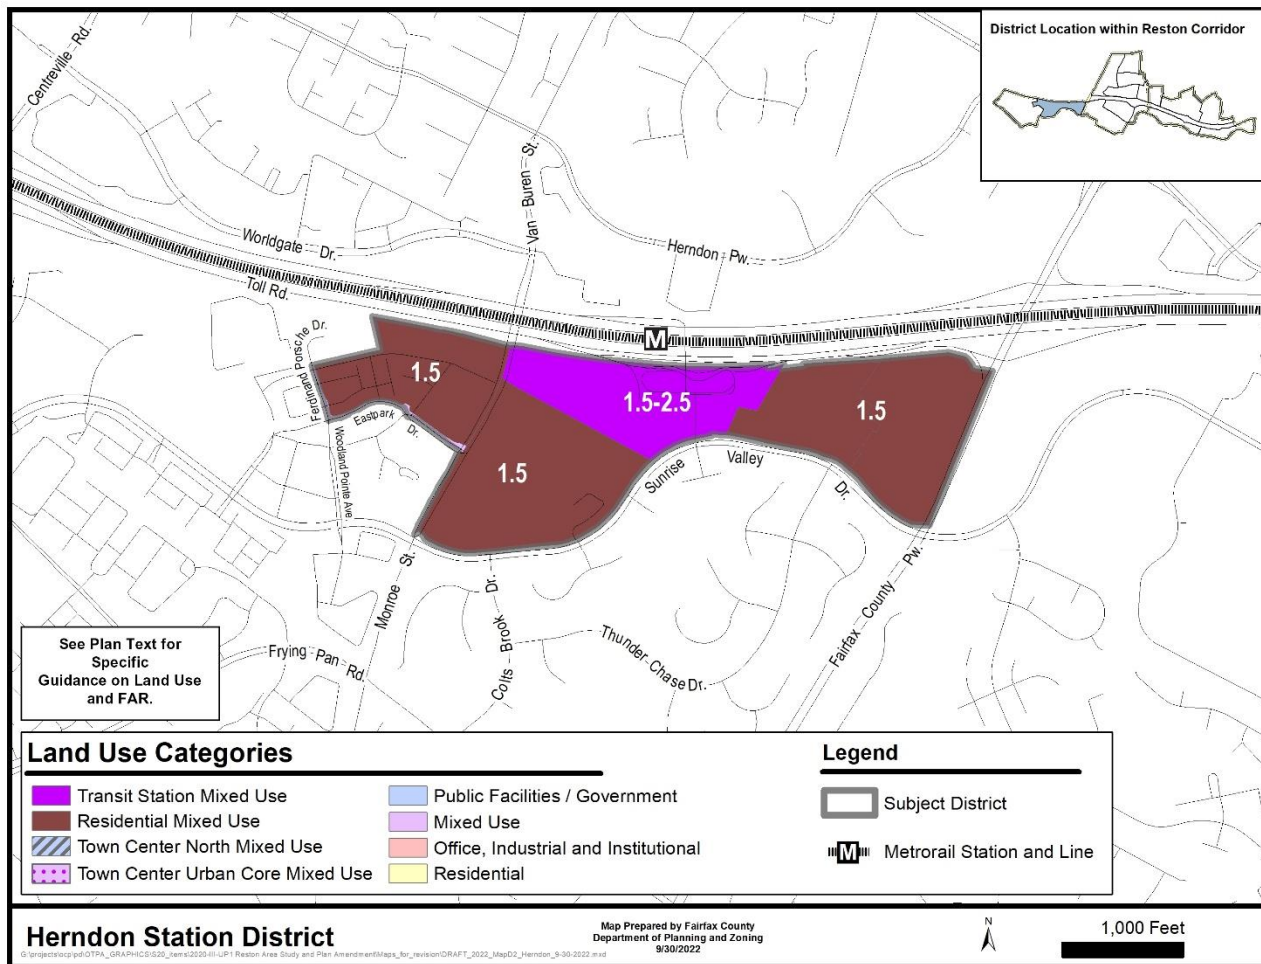 District Location within Reston Corridor
Centreville Rd.
Van Buren St.
Worldgate Dr.
Herndon Pw.
Toll Rd.
M
Ferdinand Porsche Dr.
1.5
1.5-2.5
1.5
Eastpark Dr.
1.5
Sunrise Valley Dr.
Woodland Pointe Ave
Monroe St.
Colts Brook Dr.
Fairfax County Pw.
Thunder Chase Dr.
Frying Pan Rd.
See Plan Text for
Specific
Guidance on Land Use
and FAR.
Land Use Categories
Transit Station Mixed Use
Residential Mixed Use
Town Center North Mixed Use
Town Center Urban Core Mixed Use
Public Facilities / Government
Mixed Use
Office, Industrial and Institutional
Residential
Legend
Subject District
M
Metrorail Station and Line
Herndon Station District
Map Prepared by Fairfax County
Department of Planning and Zoning
9/30/2022
N
1,000 Feet